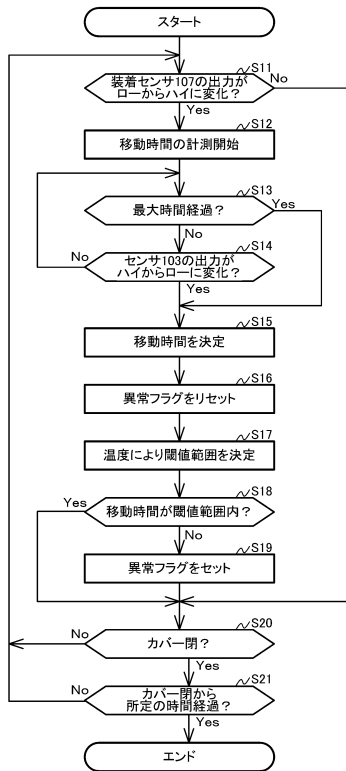 スタート
S11
装着センサ107の出力が
ローからハイに変化？
No
Yes
S12
移動時間の計測開始
S13
最大時間経過？
Yes
No
S14
センサ103の出力が
ハイからローに変化？
No
Yes
S15
移動時間を決定
S16
異常フラグをリセット
S17
温度により閾値範囲を決定
S18
移動時間が閾値範囲内？
Yes
No
S19
異常フラグをセット
S20
カバー閉？
No
Yes
S21
カバー閉から
所定の時間経過？
No
Yes
エンド